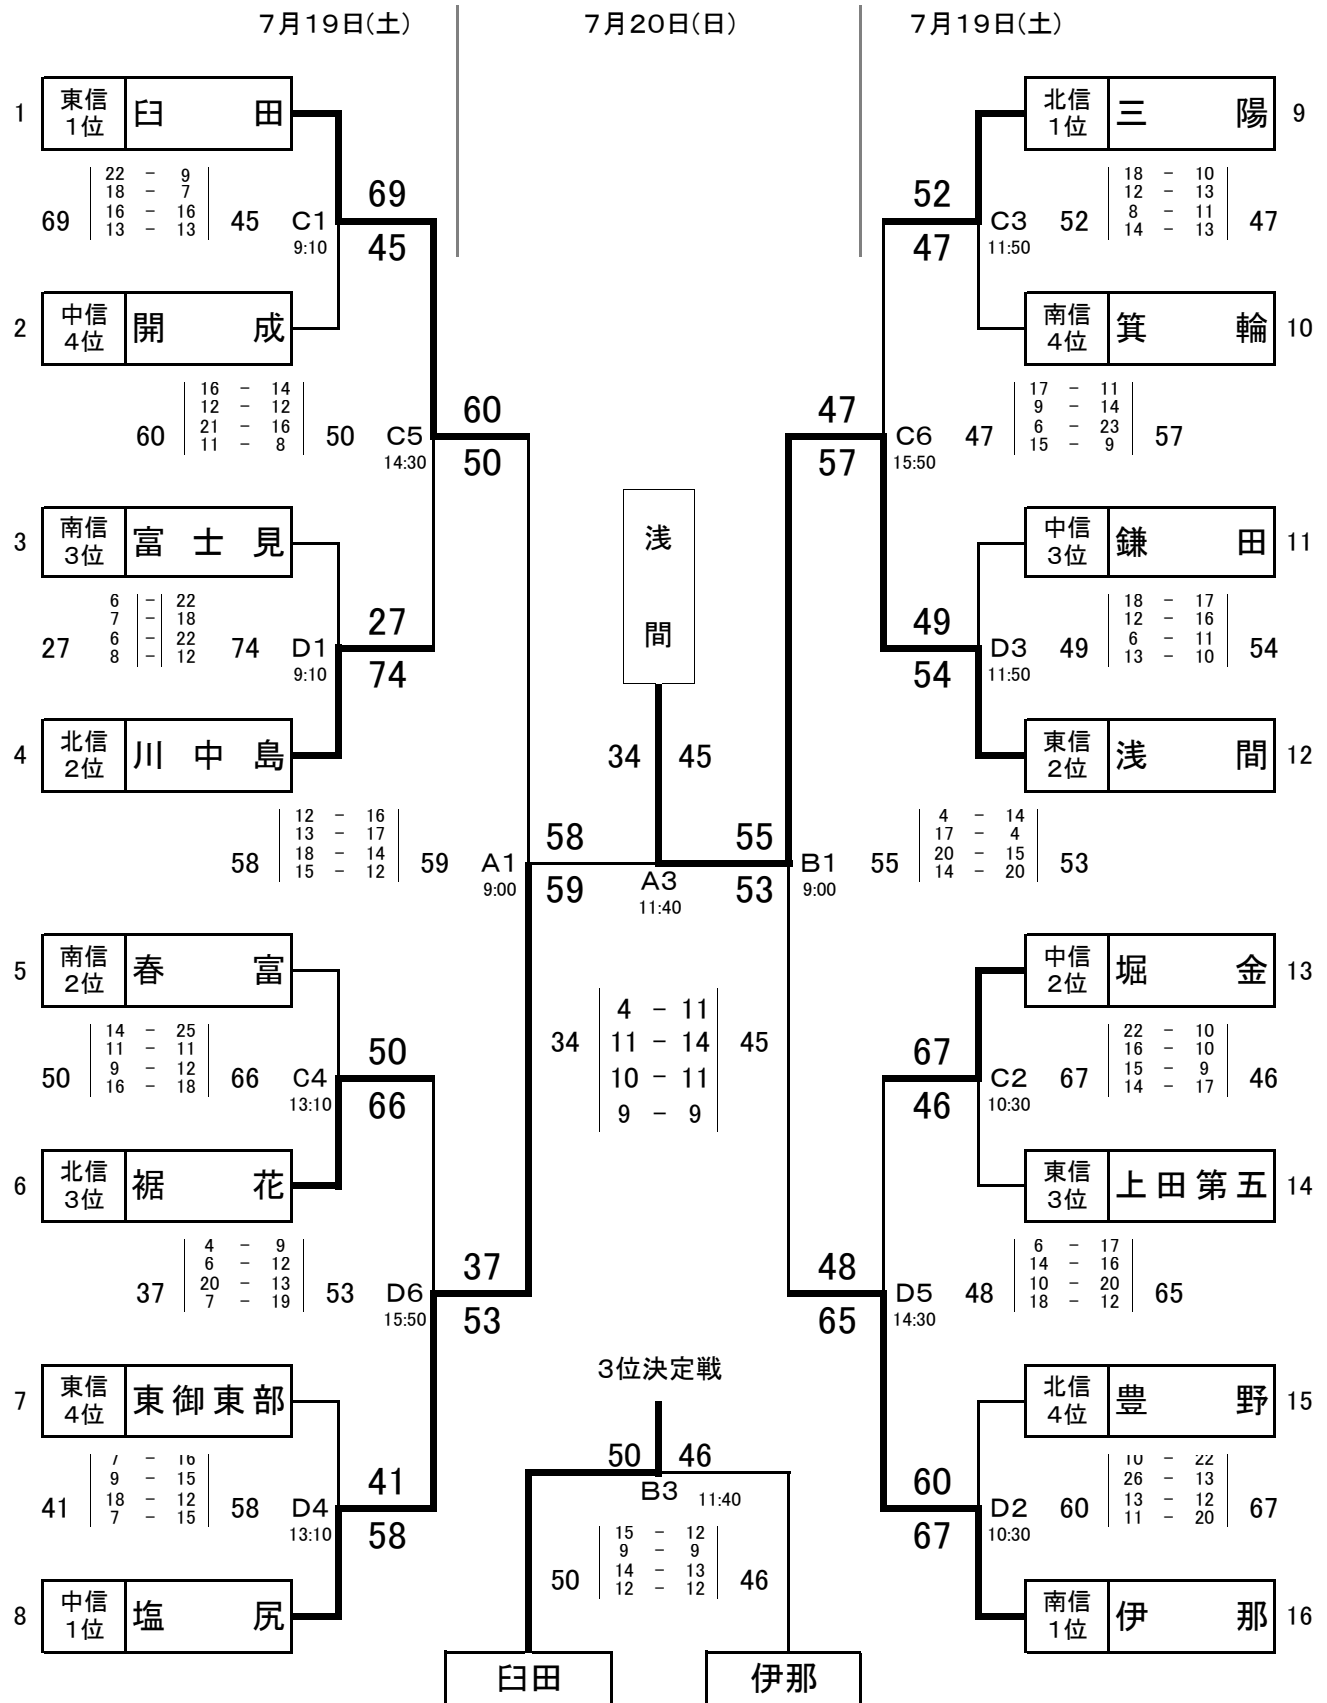 7月19日(土) 7月20日(日) 7月19日(土)
1 東信1位 臼田
22 - 9
18 - 7
16 - 16
13 - 13
69 45 C1 9:10
69
45
2 中信4位 開成
16 - 14
12 - 12
21 - 16
11 - 8
60 50 C5 14:30
60
50
3 南信3位 富士見
6 - 22
7 - 18
6 - 22
8 - 12
27 74 D1 9:10
27
74
4 北信2位 川中島
12 - 16
13 - 17
18 - 14
15 - 12
58 59 A1 9:00
58
59
5 南信2位 春富
14 - 25
11 - 11
9 - 12
16 - 18
50 66 C4 13:10
50
66
6 北信3位 裾花
4 - 9
6 - 12
20 - 13
7 - 19
37 53 D6 15:50
37
53
7 東信4位 東御東部
7 - 16
9 - 15
18 - 12
7 - 15
41 58 D4 13:10
41
58
8 中信1位 塩尻
浅間
34 45
A3
11:40
4 - 11
11 - 14
10 - 11
9 - 9
34 45
3位決定戦
50 46
B3 11:40
15 - 12
9 - 9
14 - 13
12 - 12
50 46
臼田 伊那
北信1位 三陽 9
18 - 10
12 - 13
8 - 11
14 - 13
C3 11:50 52 47
52
47
南信4位 箕輪 10
17 - 11
9 - 14
6 - 23
15 - 9
C6 15:50 47 57
47
57
中信3位 鎌田 11
18 - 17
12 - 16
6 - 11
13 - 10
D3 11:50 49 54
49
54
東信2位 浅間 12
4 - 14
17 - 4
20 - 15
14 - 20
B1 9:00 55 53
55
53
中信2位 堀金 13
22 - 10
16 - 10
15 - 9
14 - 17
C2 10:30 67 46
67
46
東信3位 上田第五 14
6 - 17
14 - 16
10 - 20
18 - 12
D5 14:30 48 65
48
65
北信4位 豊野 15
10 - 22
26 - 13
13 - 12
11 - 20
D2 10:30 60 67
60
67
南信1位 伊那 16